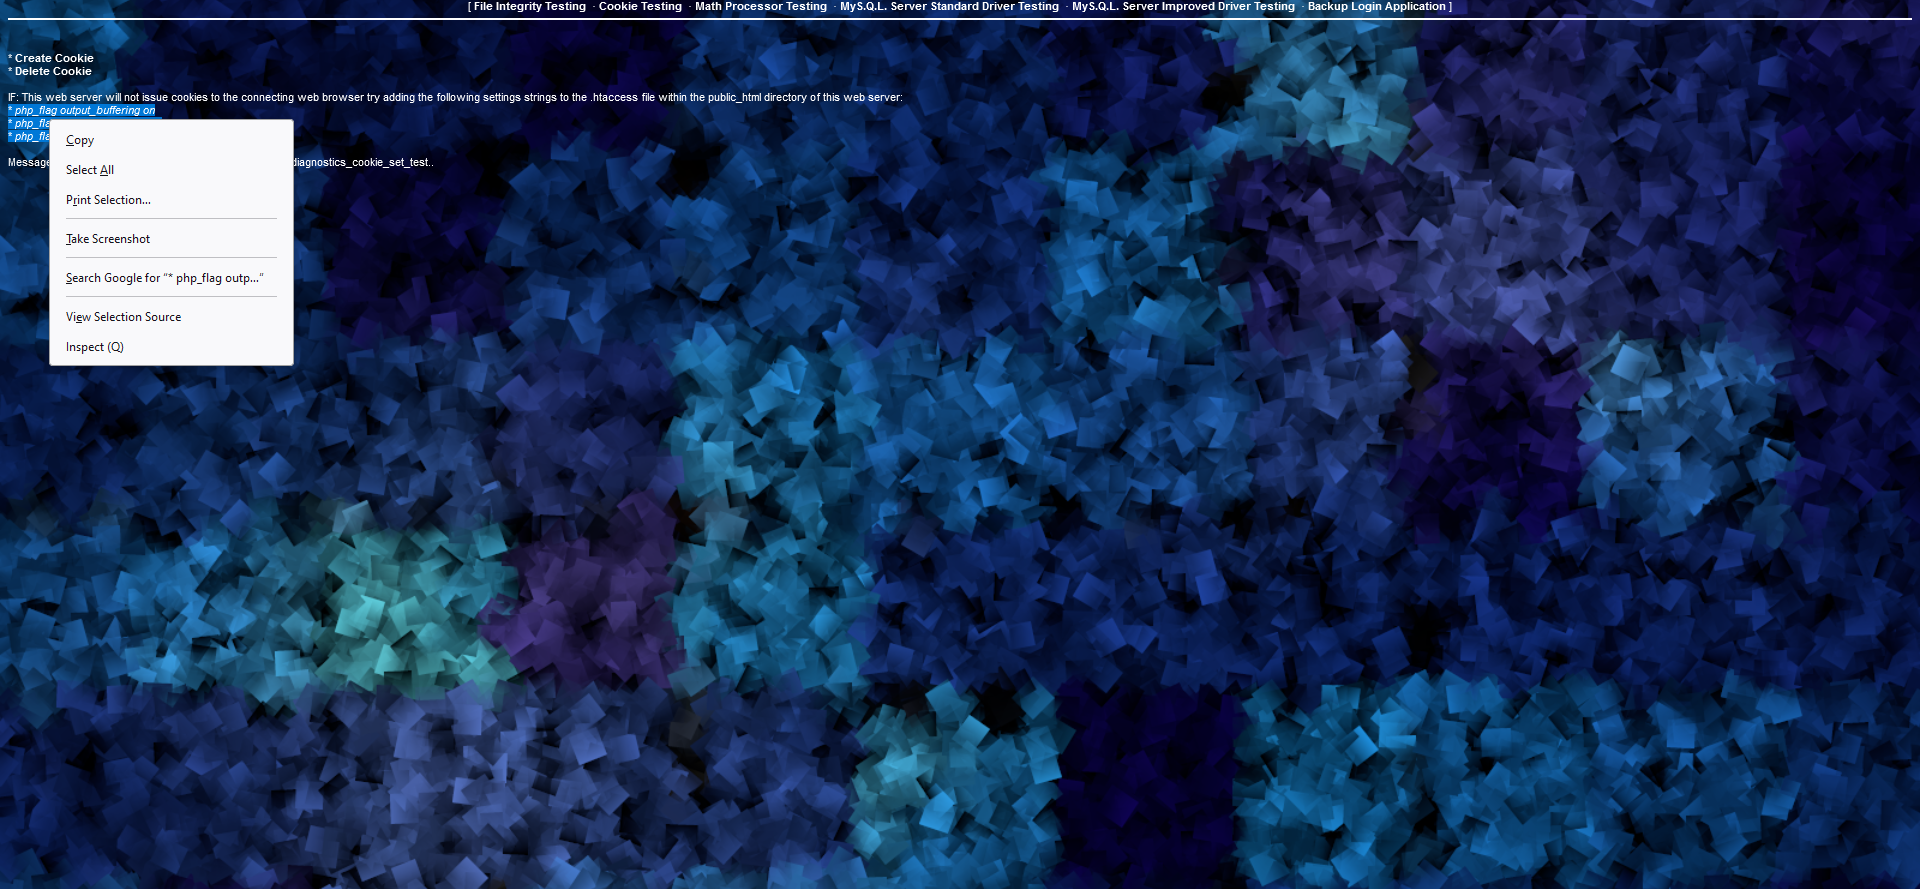 [ File Integrity Testing · Cookie Testing · Math Processor Testing · MyS.Q.L. Server Standard Driver Testing · MyS.Q.L. Server Improved Driver Testing · Backup Login Application ]
* Create Cookie
* Delete Cookie
IF: This web server will not issue cookies to the connecting web browser try adding the following settings strings to the .htaccess file within the public_html directory of this web server:
* php_flag output_buffering on
* php_fla
* php_fla
Message
diagnostics_cookie_set_test..
Copy
Select All
Print Selection...
Take Screenshot
Search Google for “* php_flag outp...”
View Selection Source
Inspect (Q)